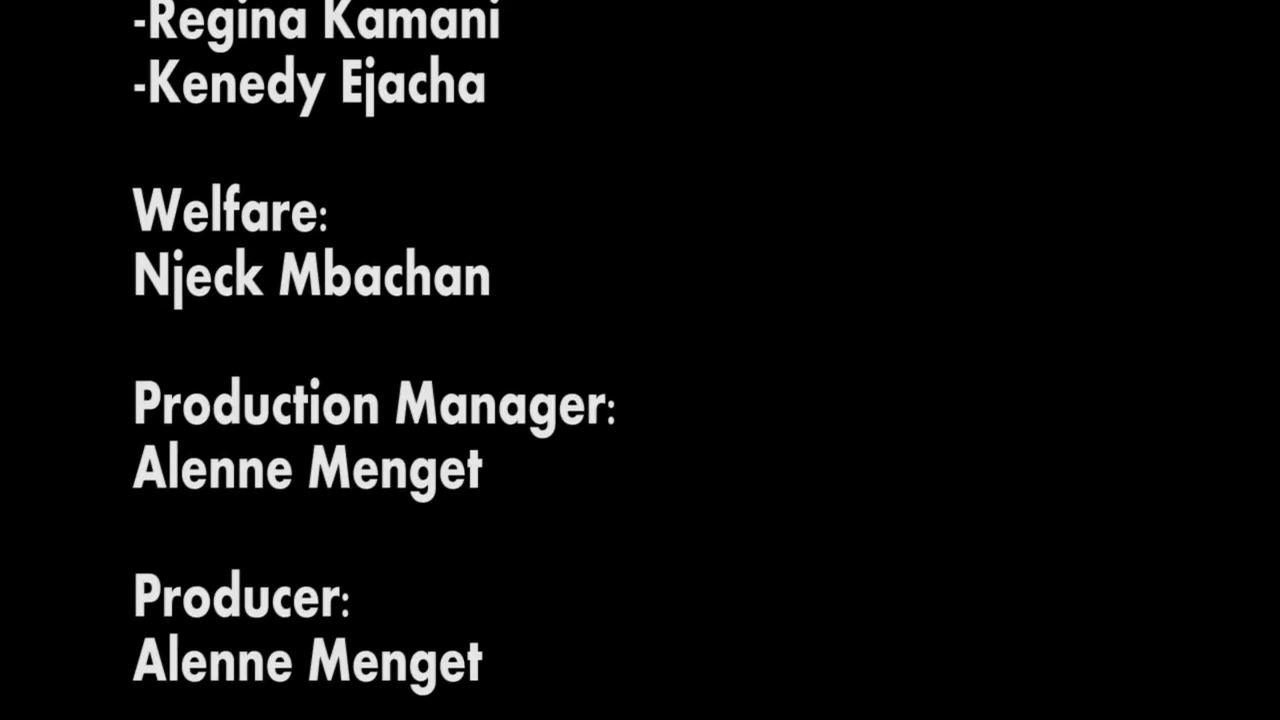 -Regina Kamani
-Kenedy Ejacha
Welfare:
Njeck Mbachan
Production Manager:
Alenne Menget
Producer:
Alenne Menget